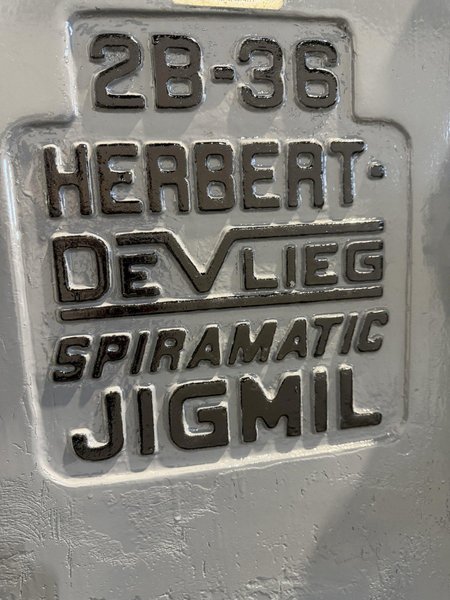 2B-36
HERBERT·
DEVLIEG
SPIRAMATIC
JIGMIL